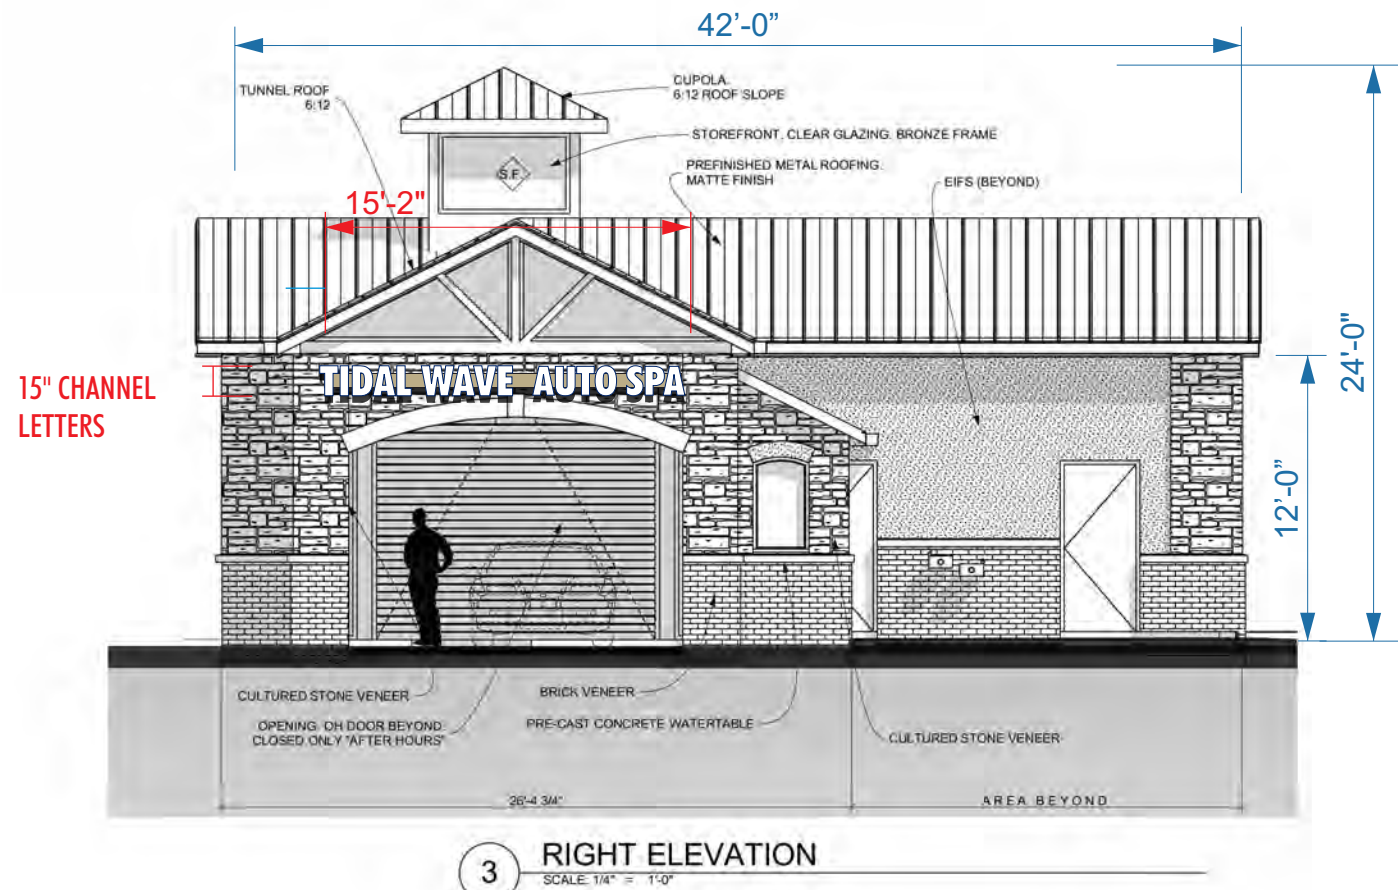 42'-0"
TUNNEL ROOF
6:12
CUPOLA.
6:12 ROOF SLOPE
STOREFRONT. CLEAR GLAZING. BRONZE FRAME
PREFINISHED METAL ROOFING.
MATTE FINISH
EIFS (BEYOND)
S.F.
15'-2"
24'-0"
15" CHANNEL
LETTERS
TIDAL WAVE AUTO SPA
12'-0"
CULTURED STONE VENEER
BRICK VENEER
OPENING. OH DOOR BEYOND.
CLOSED ONLY "AFTER HOURS"
PRE-CAST CONCRETE WATERTABLE
CULTURED STONE VENEER
26'-4 3/4"
AREA BEYOND
3
RIGHT ELEVATION
SCALE: 1/4" = 1'-0"